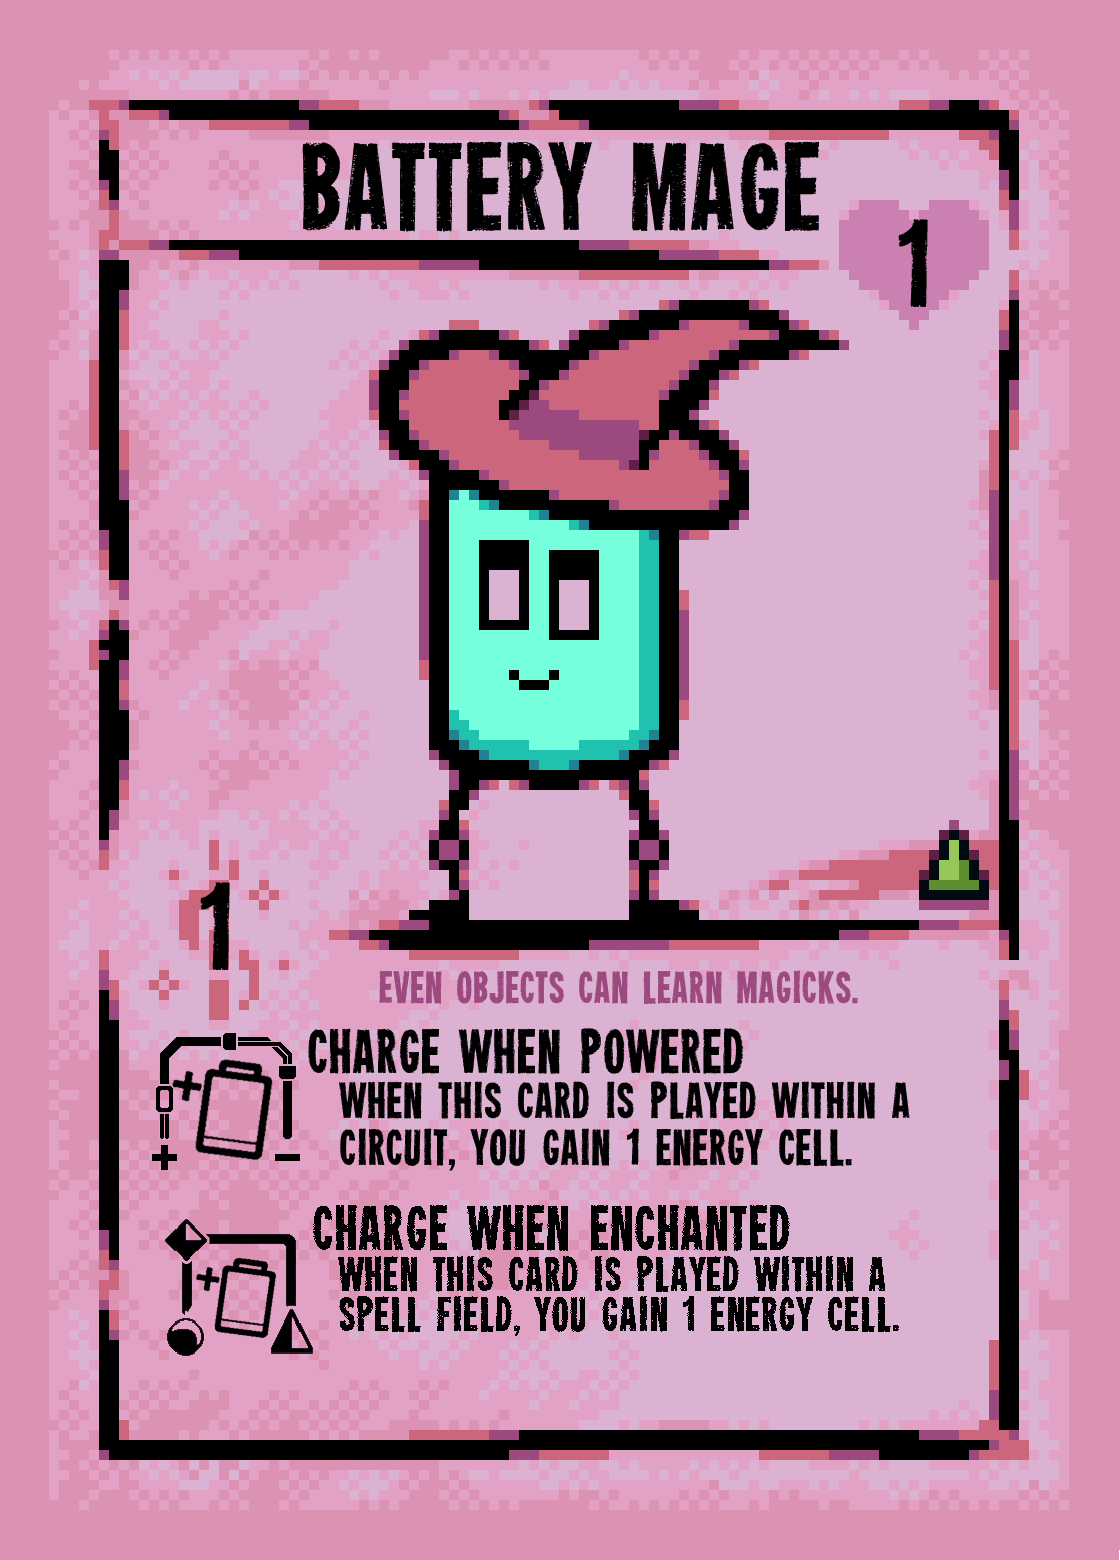 BATTERY MAGE
1
1
EVEN OBJECTS CAN LEARN MAGICKS.
CHARGE WHEN POWERED
WHEN THIS CARD IS PLAYED WITHIN A
CIRCUIT, YOU GAIN 1 ENERGY CELL.
CHARGE WHEN ENCHANTED
WHEN THIS CARD IS PLAYED WITHIN A
SPELL FIELD, YOU GAIN 1 ENERGY CELL.